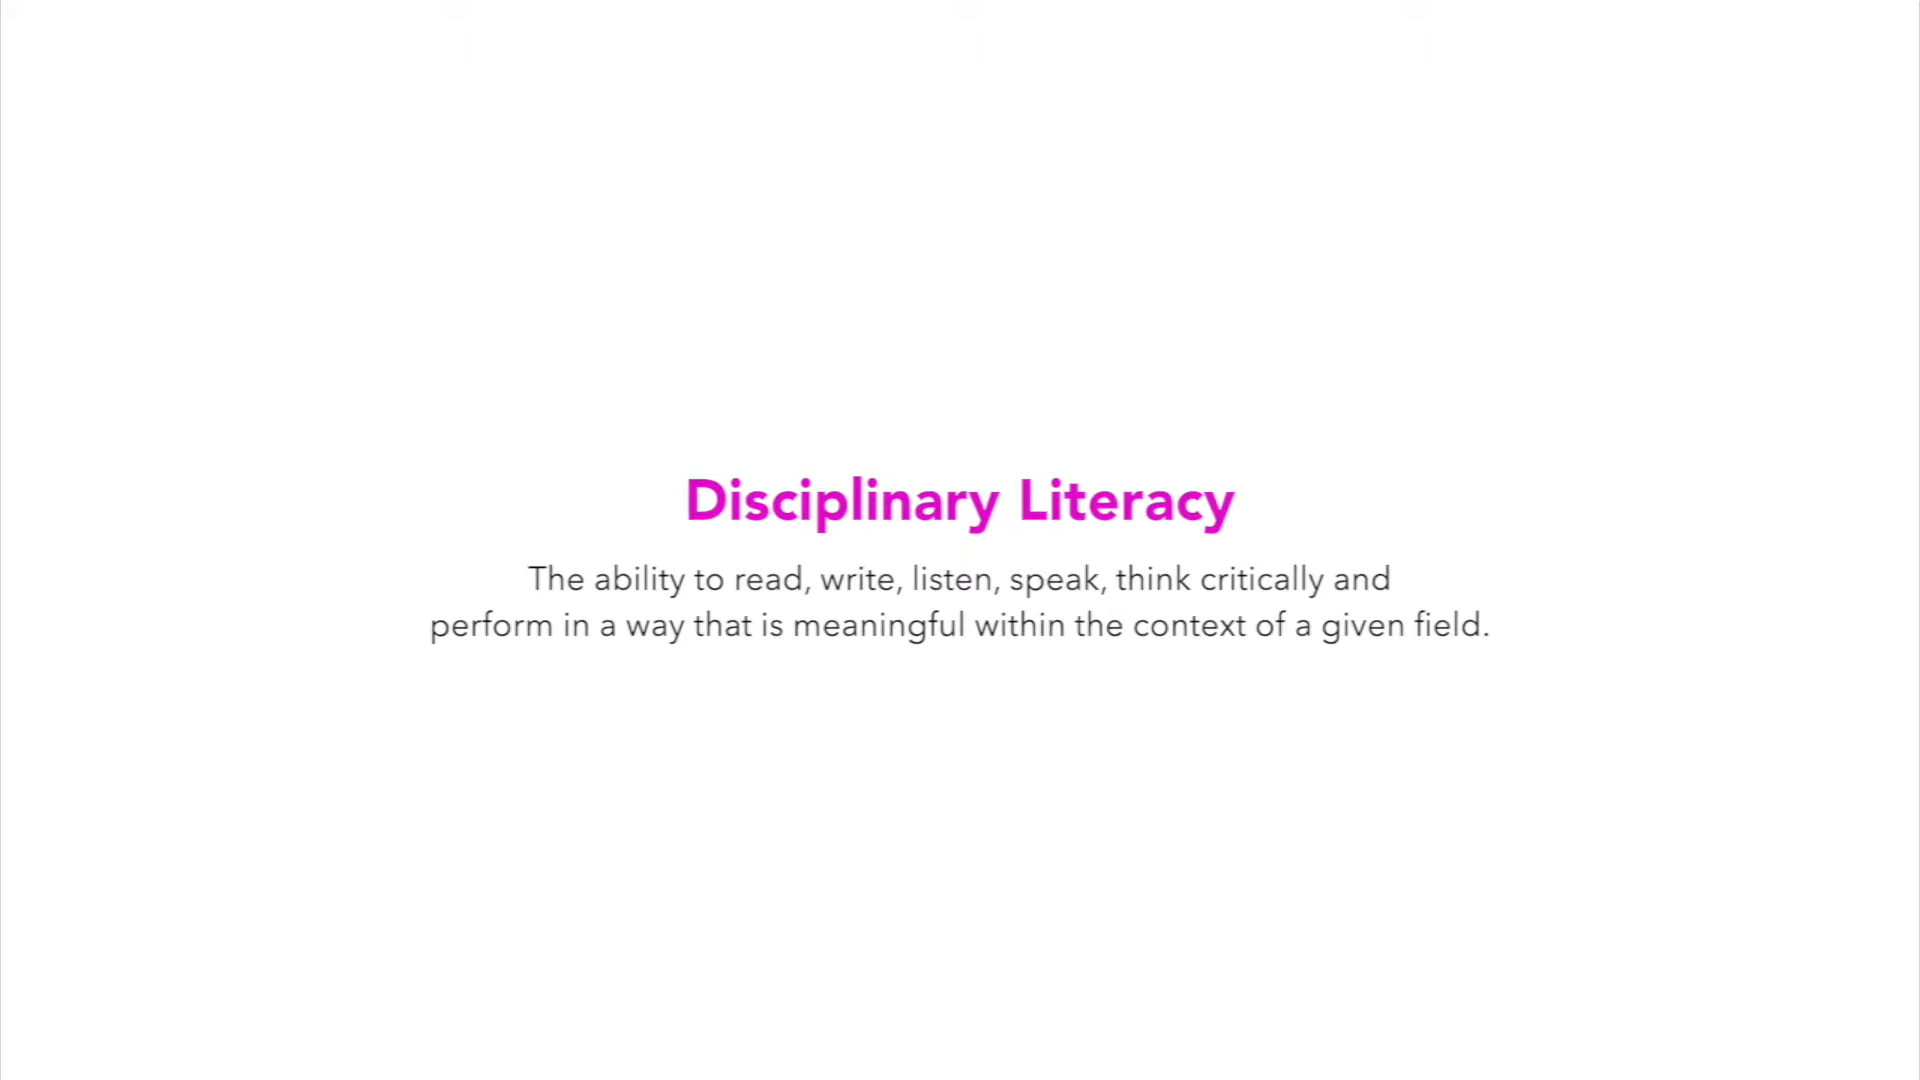 Disciplinary Literacy
The ability to read, write, listen, speak, think critically and
perform in a way that is meaningful within the context of a given field.